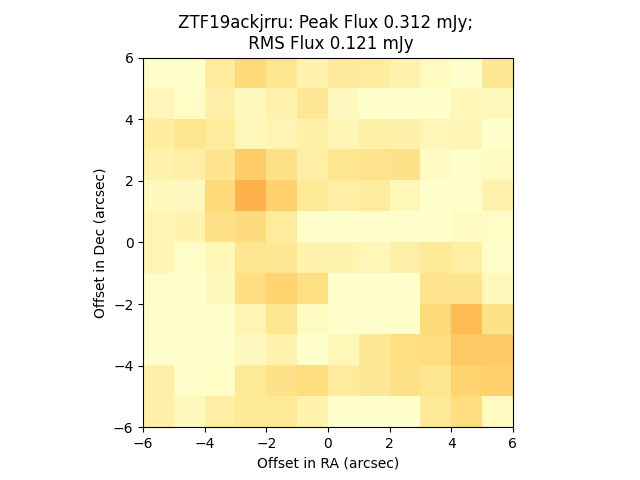 ZTF19ackjrru: Peak Flux 0.312 mJy;
RMS Flux 0.121 mJy
6
4
2
0
−2
−4
−6
Offset in Dec (arcsec)
−6 −4 −2 0 2 4 6
Offset in RA (arcsec)